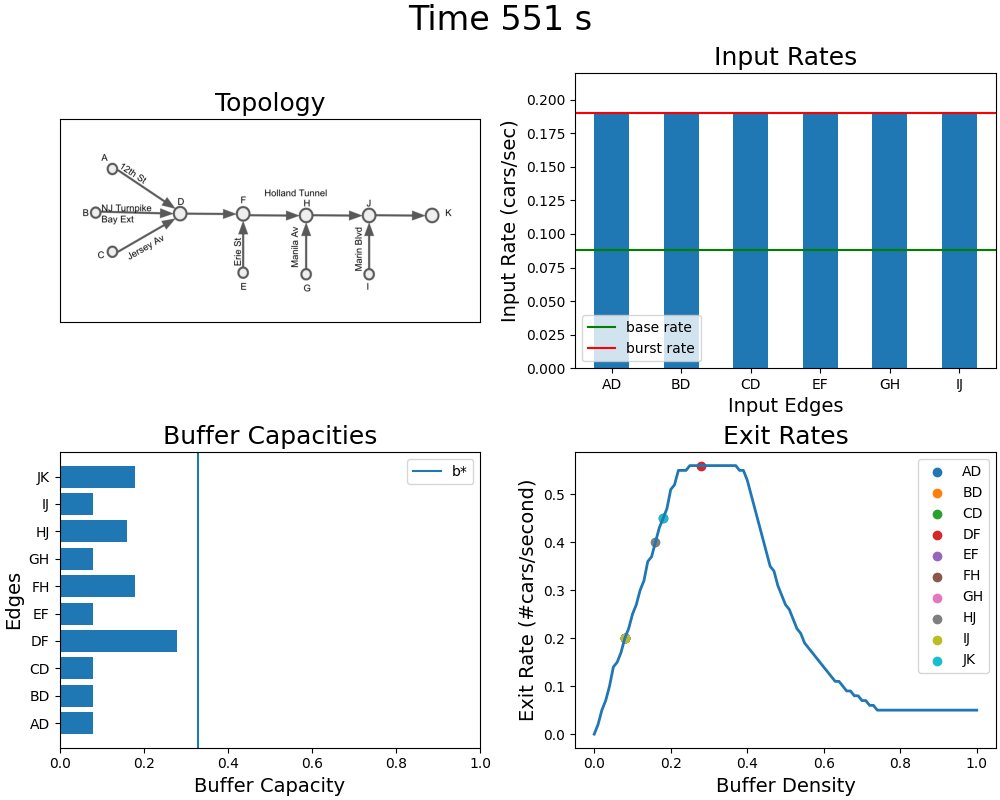 Time 551 s
Topology
A
12th St
B
NJ Turnpike
Bay Ext
C
Jersey Av
D
F
Holland Tunnel
H
J
K
Erie St
Manila Av
Marin Blvd
E
G
I
Input Rates
Input Rate (cars/sec)
0.200
0.175
0.150
0.125
0.100
0.075
0.050
0.025
0.000
base rate
burst rate
AD BD CD EF GH IJ
Input Edges
Buffer Capacities
Edges
JK
IJ
HJ
GH
FH
EF
DF
CD
BD
AD
b*
0.0 0.2 0.4 0.6 0.8 1.0
Buffer Capacity
Exit Rates
Exit Rate (#cars/second)
0.5
0.4
0.3
0.2
0.1
0.0
AD
BD
CD
DF
EF
FH
GH
HJ
IJ
JK
0.0 0.2 0.4 0.6 0.8 1.0
Buffer Density